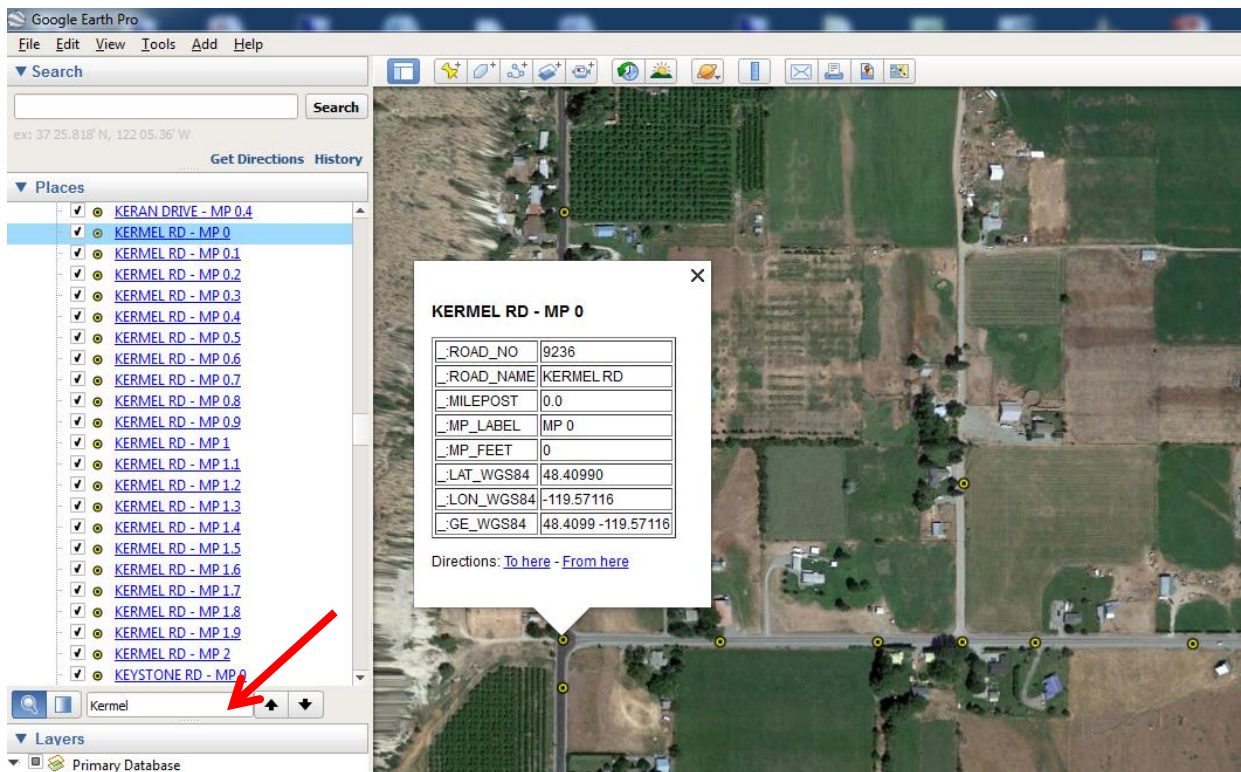 Google Earth Pro
File Edit View Tools Add Help
▼ Search
Search
ex: 37 25.818' N, 122 05.36' W
Get Directions History
▼ Places
KERAN DRIVE - MP 0.4
KERMEL RD - MP 0
KERMEL RD - MP 0.1
KERMEL RD - MP 0.2
KERMEL RD - MP 0.3
KERMEL RD - MP 0.4
KERMEL RD - MP 0.5
KERMEL RD - MP 0.6
KERMEL RD - MP 0.7
KERMEL RD - MP 0.8
KERMEL RD - MP 0.9
KERMEL RD - MP 1
KERMEL RD - MP 1.1
KERMEL RD - MP 1.2
KERMEL RD - MP 1.3
KERMEL RD - MP 1.4
KERMEL RD - MP 1.5
KERMEL RD - MP 1.6
KERMEL RD - MP 1.7
KERMEL RD - MP 1.8
KERMEL RD - MP 1.9
KERMEL RD - MP 2
KEYSTONE RD - MP 0
Kermel
▼ Layers
Primary Database
KERMEL RD - MP 0
_:ROAD_NO 9236
_:ROAD_NAME KERMEL RD
_:MILEPOST 0.0
_:MP_LABEL MP 0
_:MP_FEET 0
_:LAT_WGS84 48.40990
_:LON_WGS84 -119.57116
_:GE_WGS84 48.4099 -119.57116
Directions: To here - From here